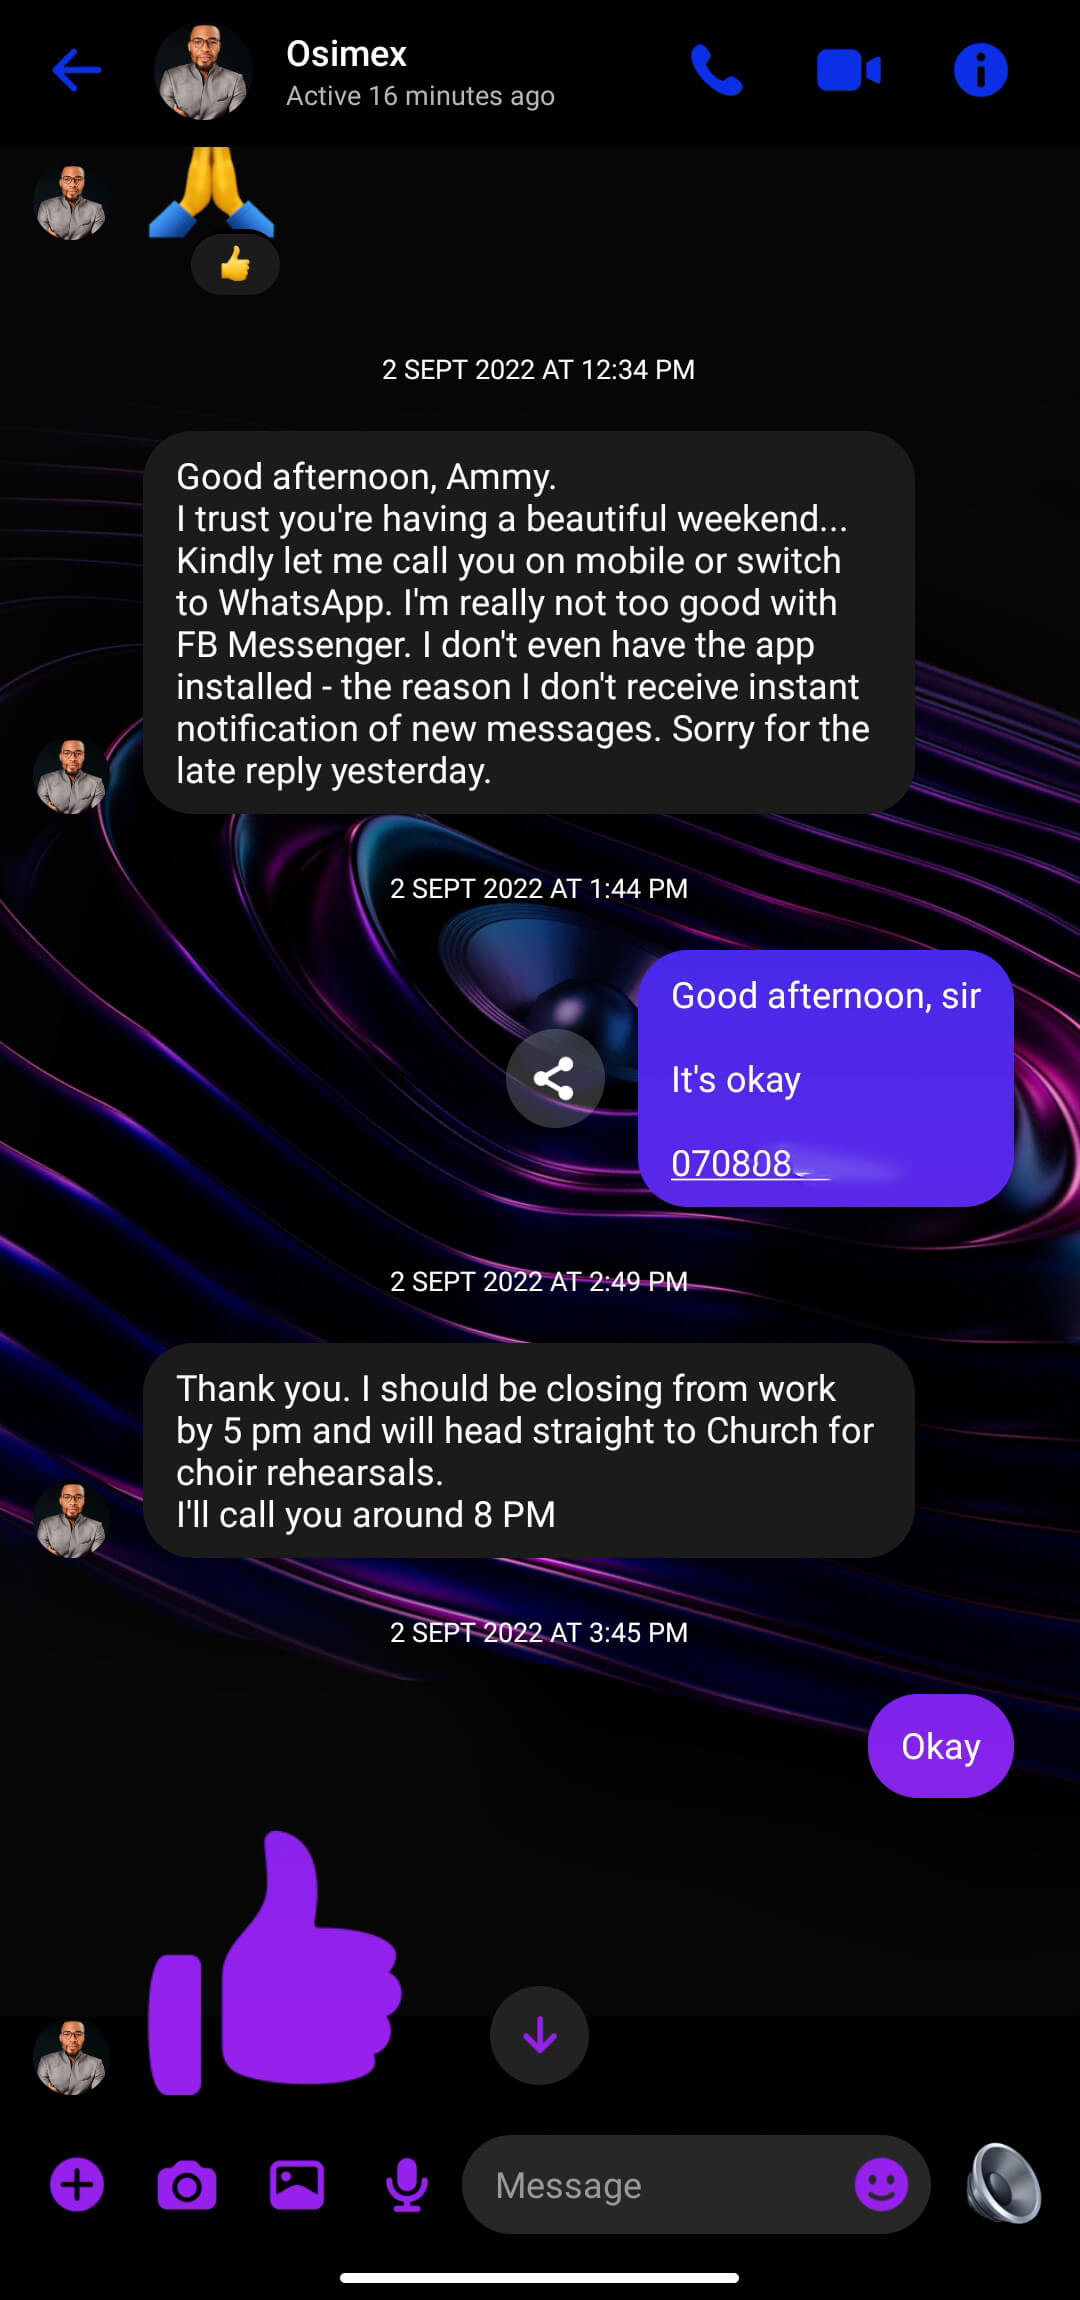 Osimex
Active 16 minutes ago
2 SEPT 2022 AT 12:34 PM
Good afternoon, Ammy.
I trust you're having a beautiful weekend...
Kindly let me call you on mobile or switch
to WhatsApp. I'm really not too good with
FB Messenger. I don't even have the app
installed - the reason I don't receive instant
notification of new messages. Sorry for the
late reply yesterday.
2 SEPT 2022 AT 1:44 PM
Good afternoon, sir
It's okay
070808
2 SEPT 2022 AT 2:49 PM
Thank you. I should be closing from work
by 5 pm and will head straight to Church for
choir rehearsals.
I'll call you around 8 PM
2 SEPT 2022 AT 3:45 PM
Okay
Message